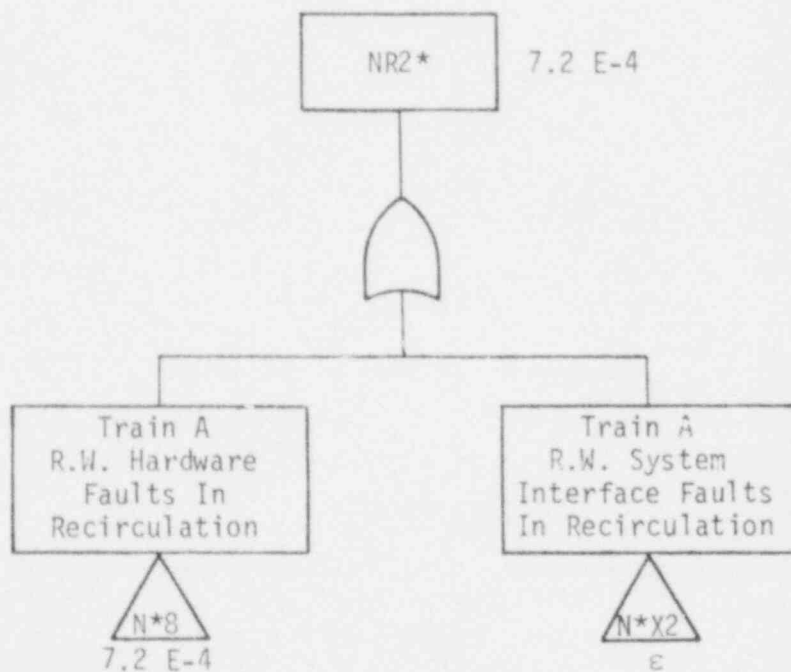 NR2*
7.2 E-4
Train A
R.W. Hardware
Faults In
Recirculation
N*8
7.2 E-4
Train A
R.W. System
Interface Faults
In Recirculation
N*X2
ε